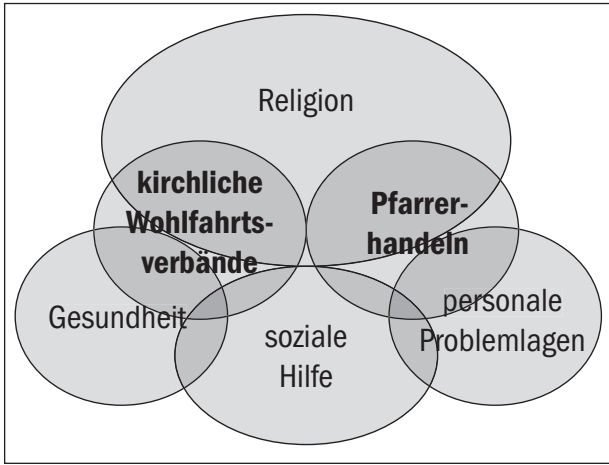 Religion
kirchliche
Wohlfahrts-
verbände
Pfarrer-
handeln
Gesundheit
soziale
Hilfe
personale
Problemlagen